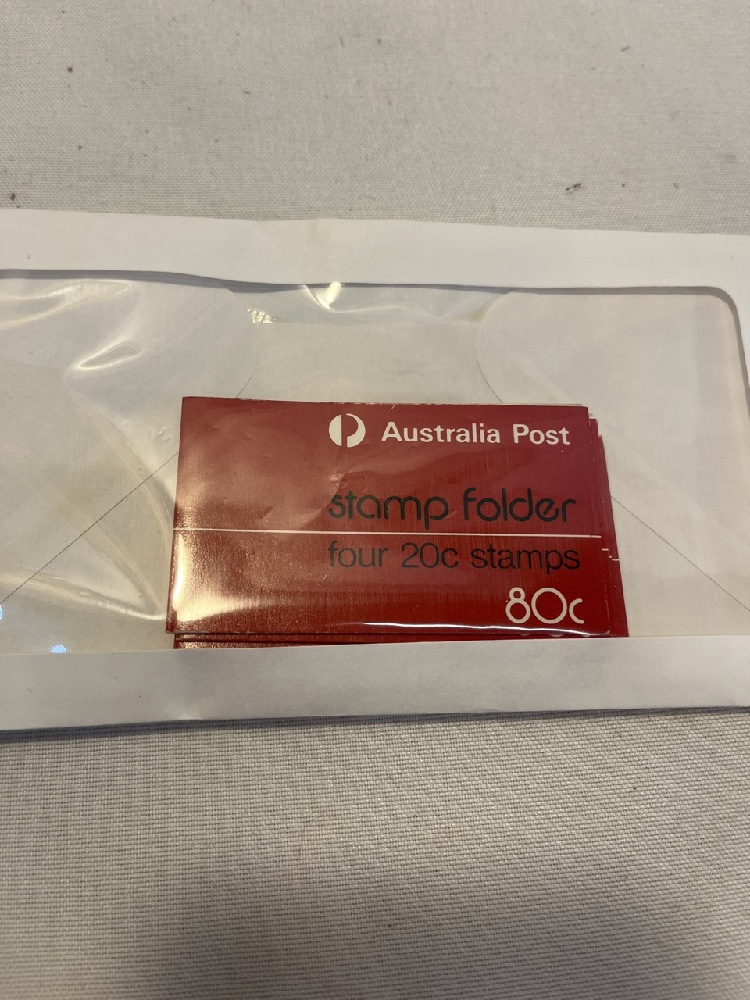 Australia Post
stamp folder
four 20c stamps
80c